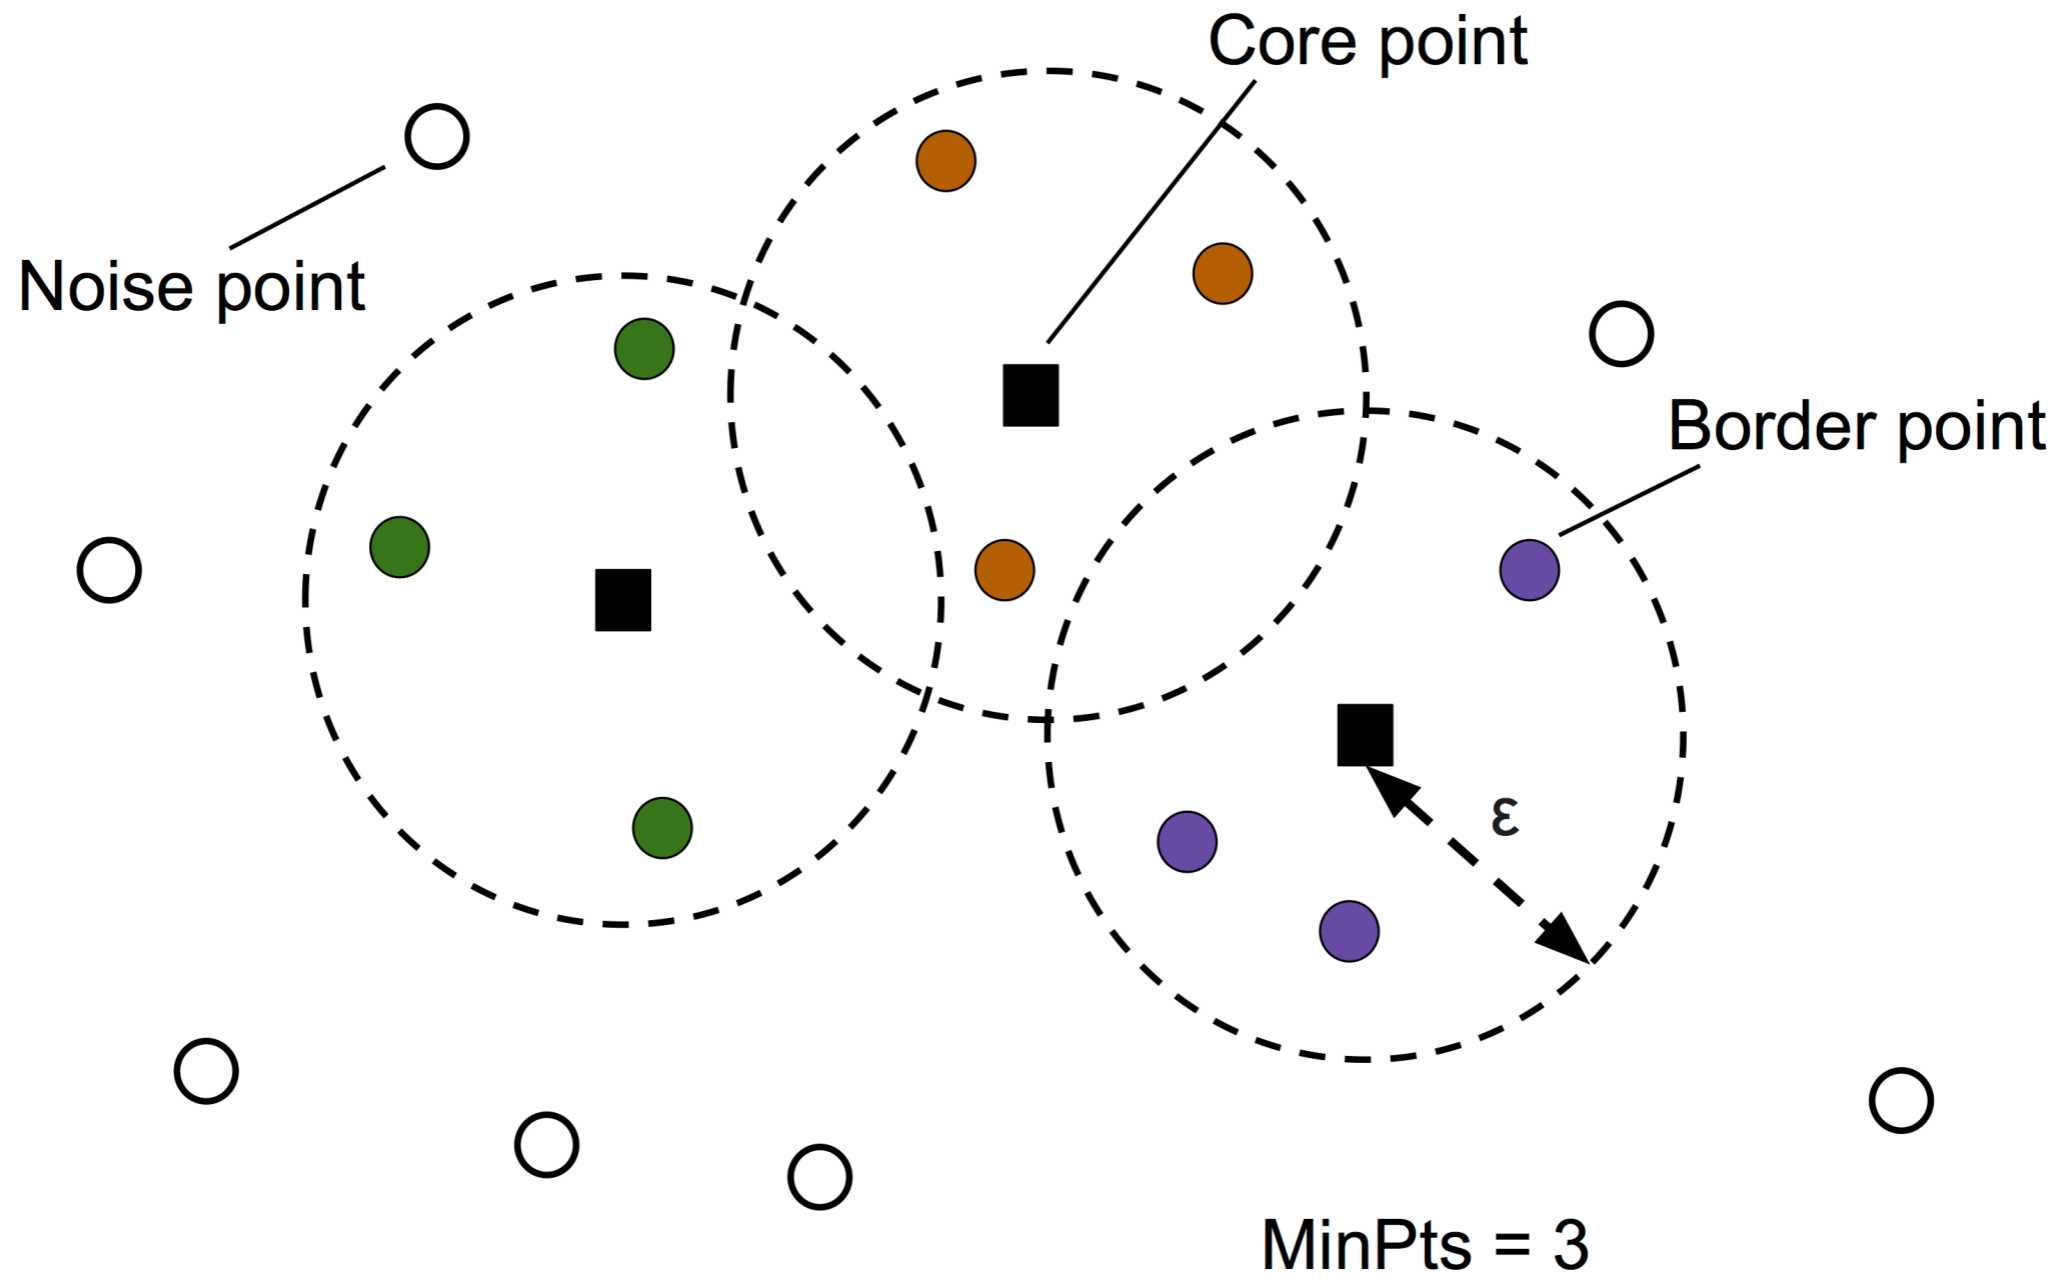 Core point
Noise point
Border point
ε
MinPts = 3